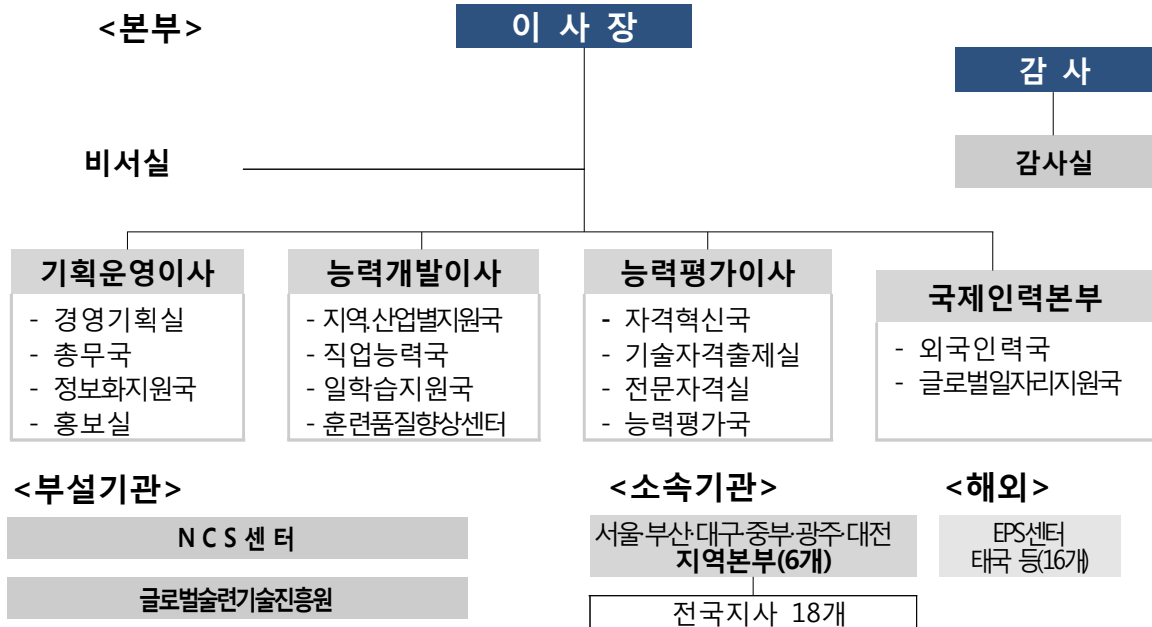 <본부>
이 사 장
감 사
비서실
감사실
기획운영이사
- 경영기획실
- 총무국
- 정보화지원국
- 홍보실
능력개발이사
- 지역.산업별지원국
- 직업능력국
- 일학습지원국
- 훈련품질향상센터
능력평가이사
- 자격혁신국
- 기술자격출제실
- 전문자격실
- 능력평가국
국제인력본부
- 외국인력국
- 글로벌일자리지원국
<부설기관>
N C S 센 터
글로벌숙련기술진흥원
<소속기관>
서울·부산·대구·중부·광주·대전
지역본부(6개)
전국지사 18개
<해외>
EPS센터
태국 등(16개)